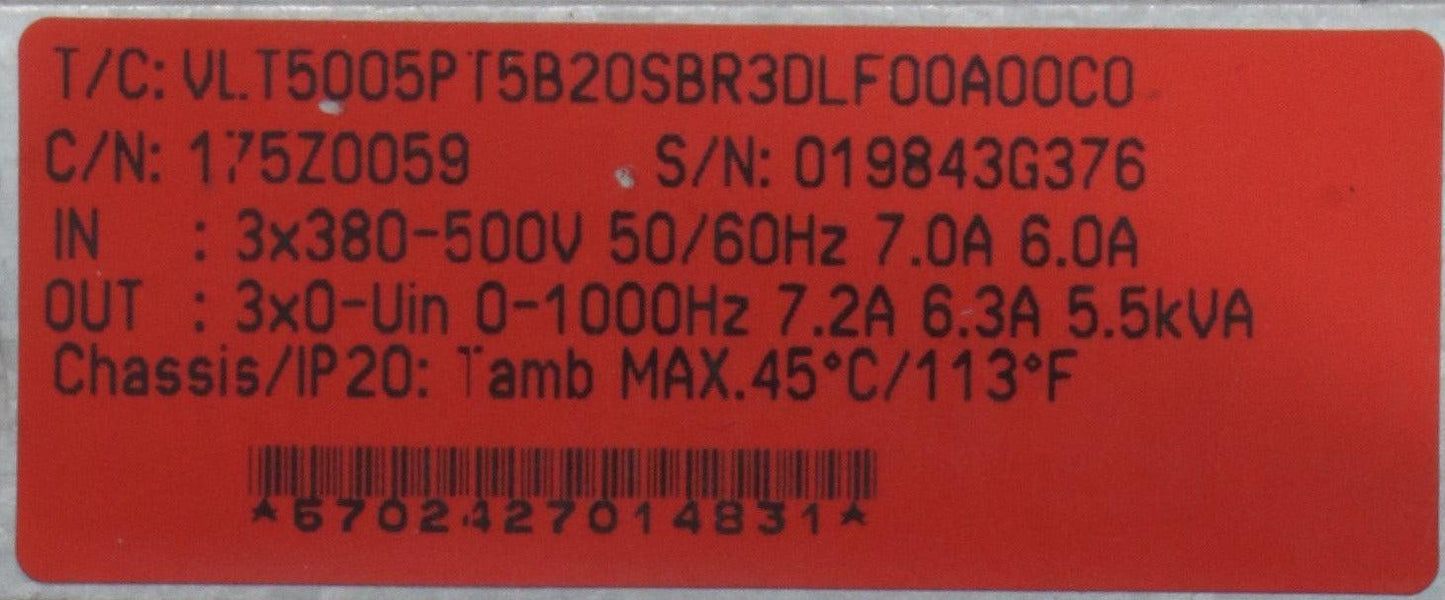 T/C: VLT5005PT5B20SBR3DLF00A00C0
C/N: 175Z0059 S/N: 019843G376
IN : 3x380-500V 50/60Hz 7.0A 6.0A
OUT : 3x0-Uin 0-1000Hz 7.2A 6.3A 5.5kVA
Chassis/IP20: Tamb MAX.45°C/113°F
*5702427014831*